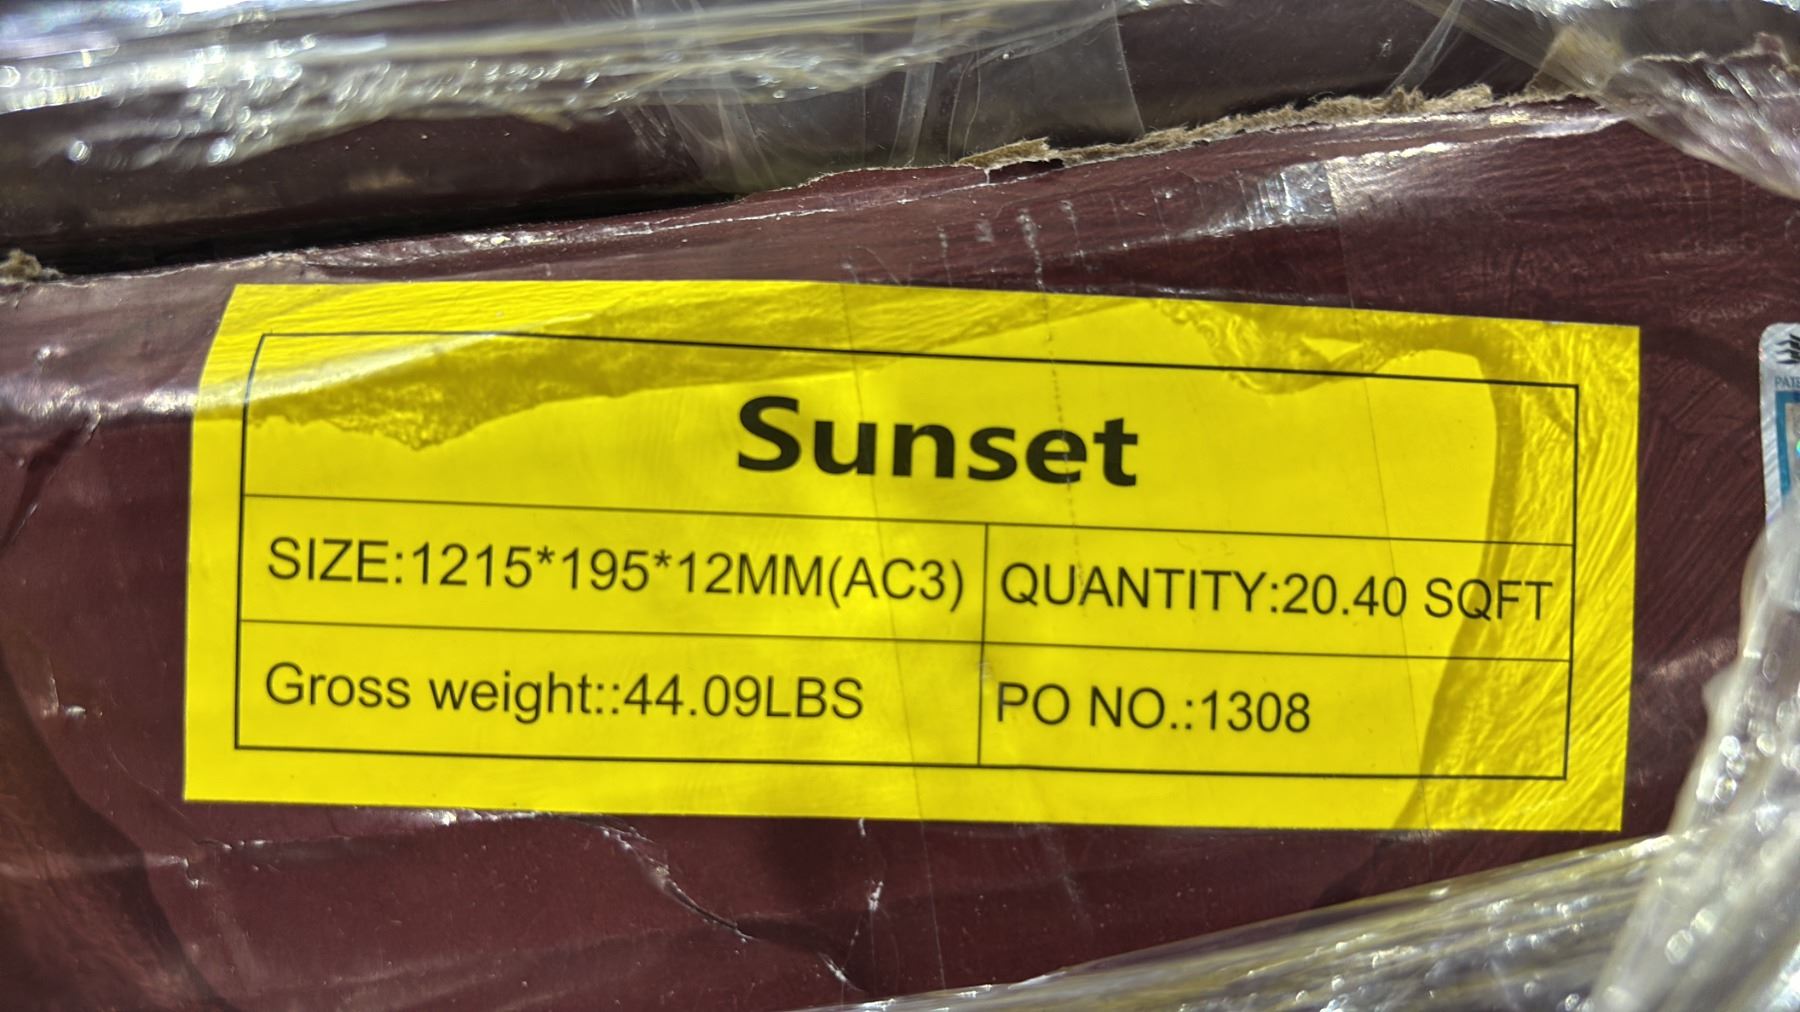 Sunset
SIZE:1215*195*12MM(AC3) QUANTITY:20.40 SQFT
Gross weight::44.09LBS PO NO.:1308